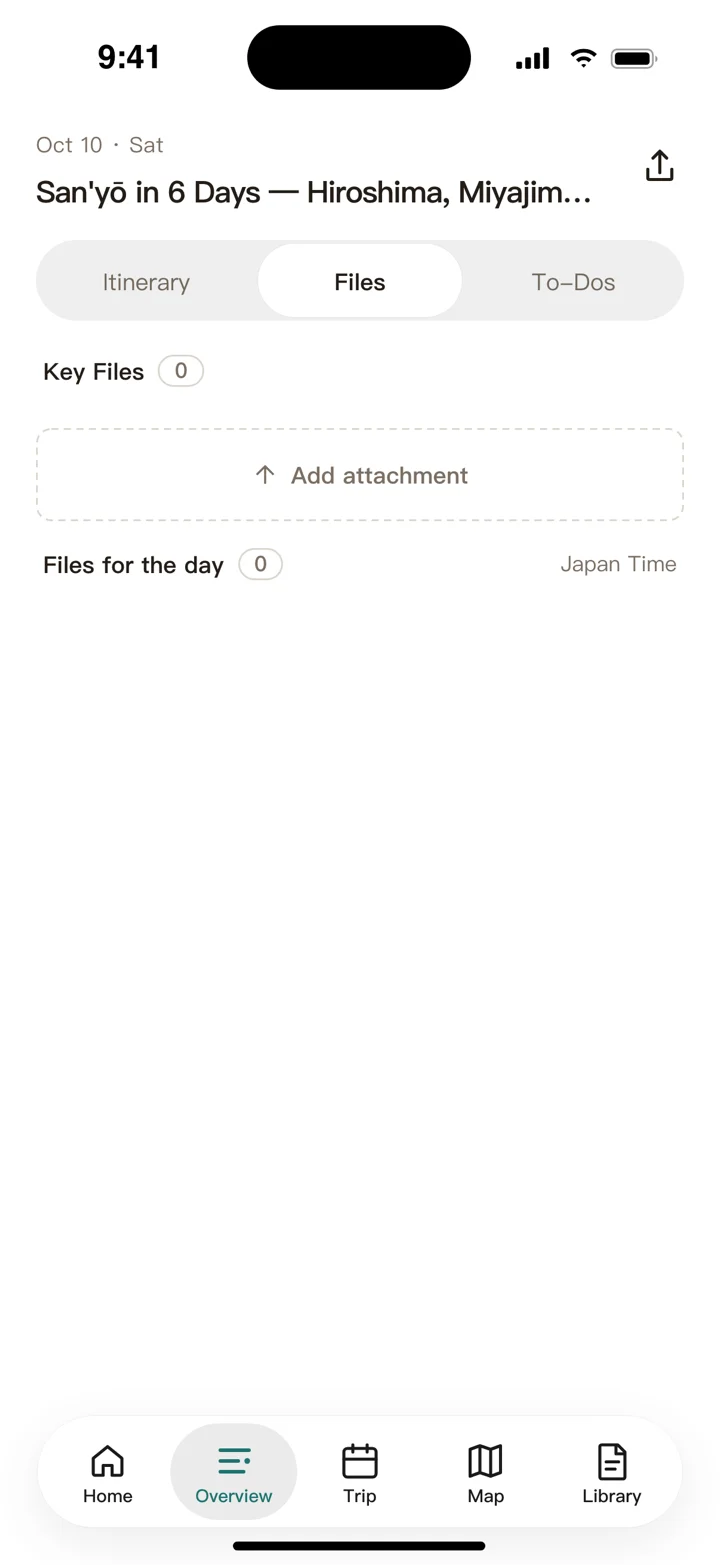 9:41
Oct 10 · Sat
San'yō in 6 Days — Hiroshima, Miyajim...
Itinerary Files To-Dos
Key Files 0
Add attachment
Files for the day 0 Japan Time
Home Overview Trip Map Library